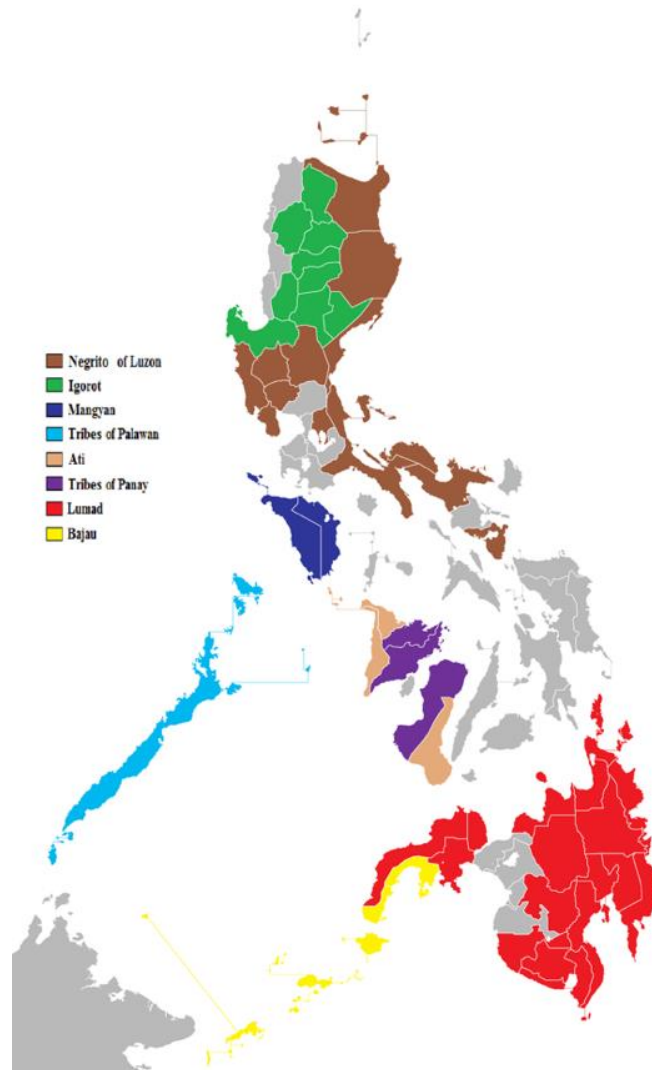 Negrito of Luzon
Igorot
Mangyan
Tribes of Palawan
Ati
Tribes of Panay
Lumad
Bajau